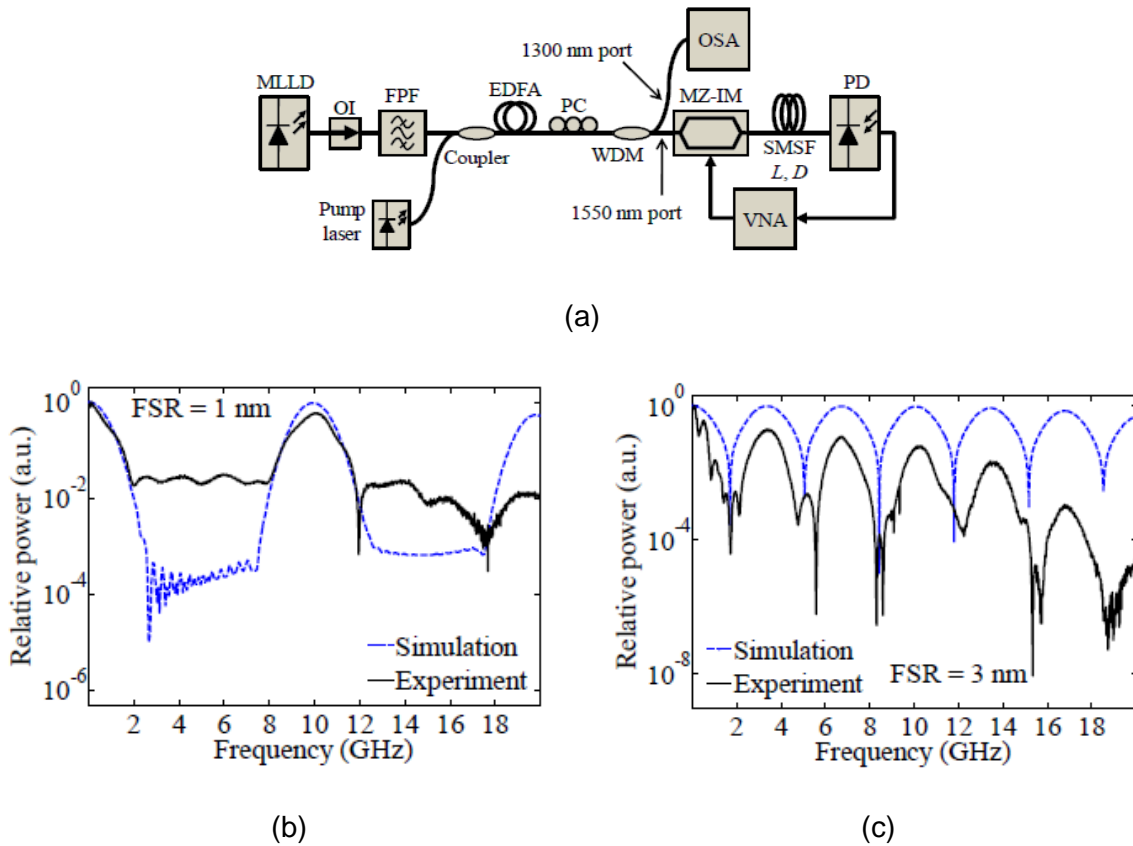 OSA
1300 nm port
MLLD
OI
FPF
EDFA
PC
MZ-IM
PD
Coupler
WDM
SMSF
L, D
1550 nm port
Pump
laser
VNA
(a)
10^0
10^-2
10^-4
10^-6
Relative power (a.u.)
FSR = 1 nm
Simulation
Experiment
2 4 6 8 10 12 14 16 18
Frequency (GHz)
(b)
10^0
10^-4
10^-8
Relative power (a.u.)
Simulation
Experiment
FSR = 3 nm
2 4 6 8 10 12 14 16 18
Frequency (GHz)
(c)